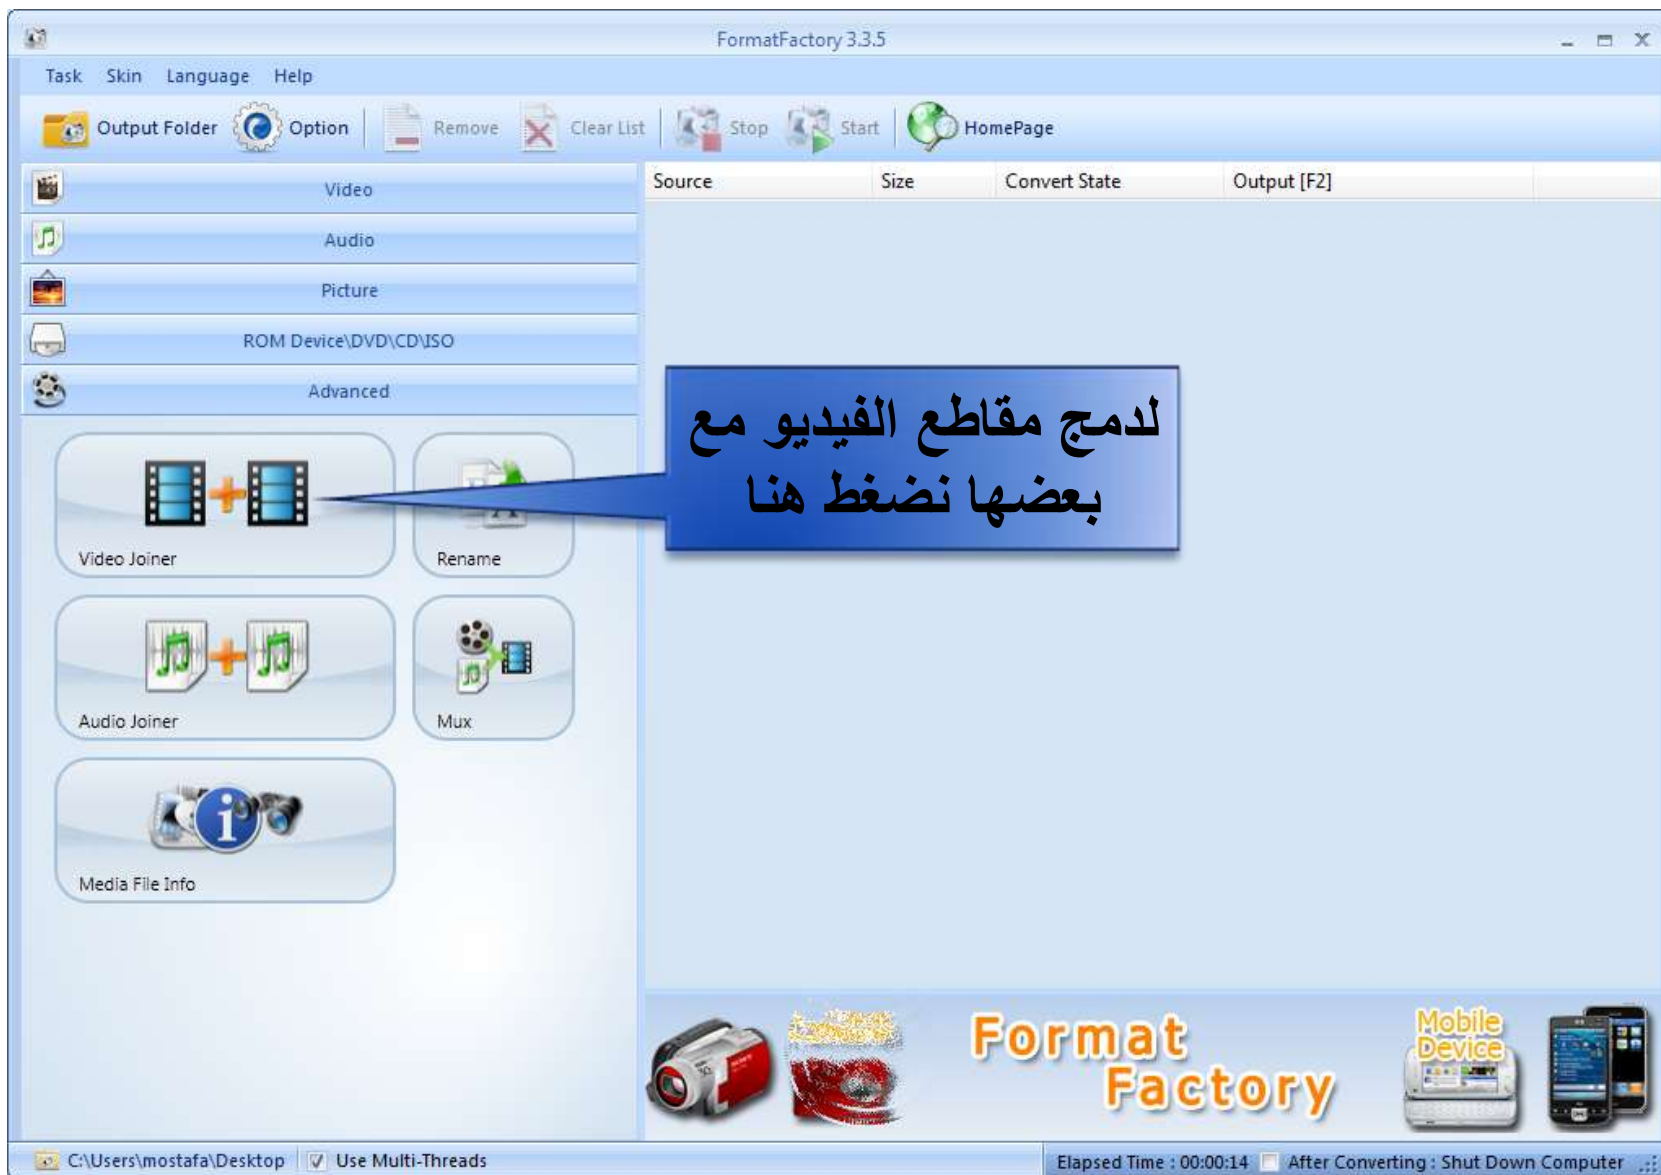 FormatFactory 3.3.5
Task Skin Language Help
Output Folder Option Remove Clear List Stop Start HomePage
Video
Audio
Picture
ROM Device\DVD\CD\ISO
Advanced
Video Joiner
Rename
Audio Joiner
Mux
Media File Info
Source Size Convert State Output [F2]
لدمج مقاطع الفيديو مع
بعضها نضغط هنا
Format
Factory
Mobile
Device
C:\Users\mostafa\Desktop Use Multi-Threads Elapsed Time : 00:00:14 After Converting : Shut Down Computer